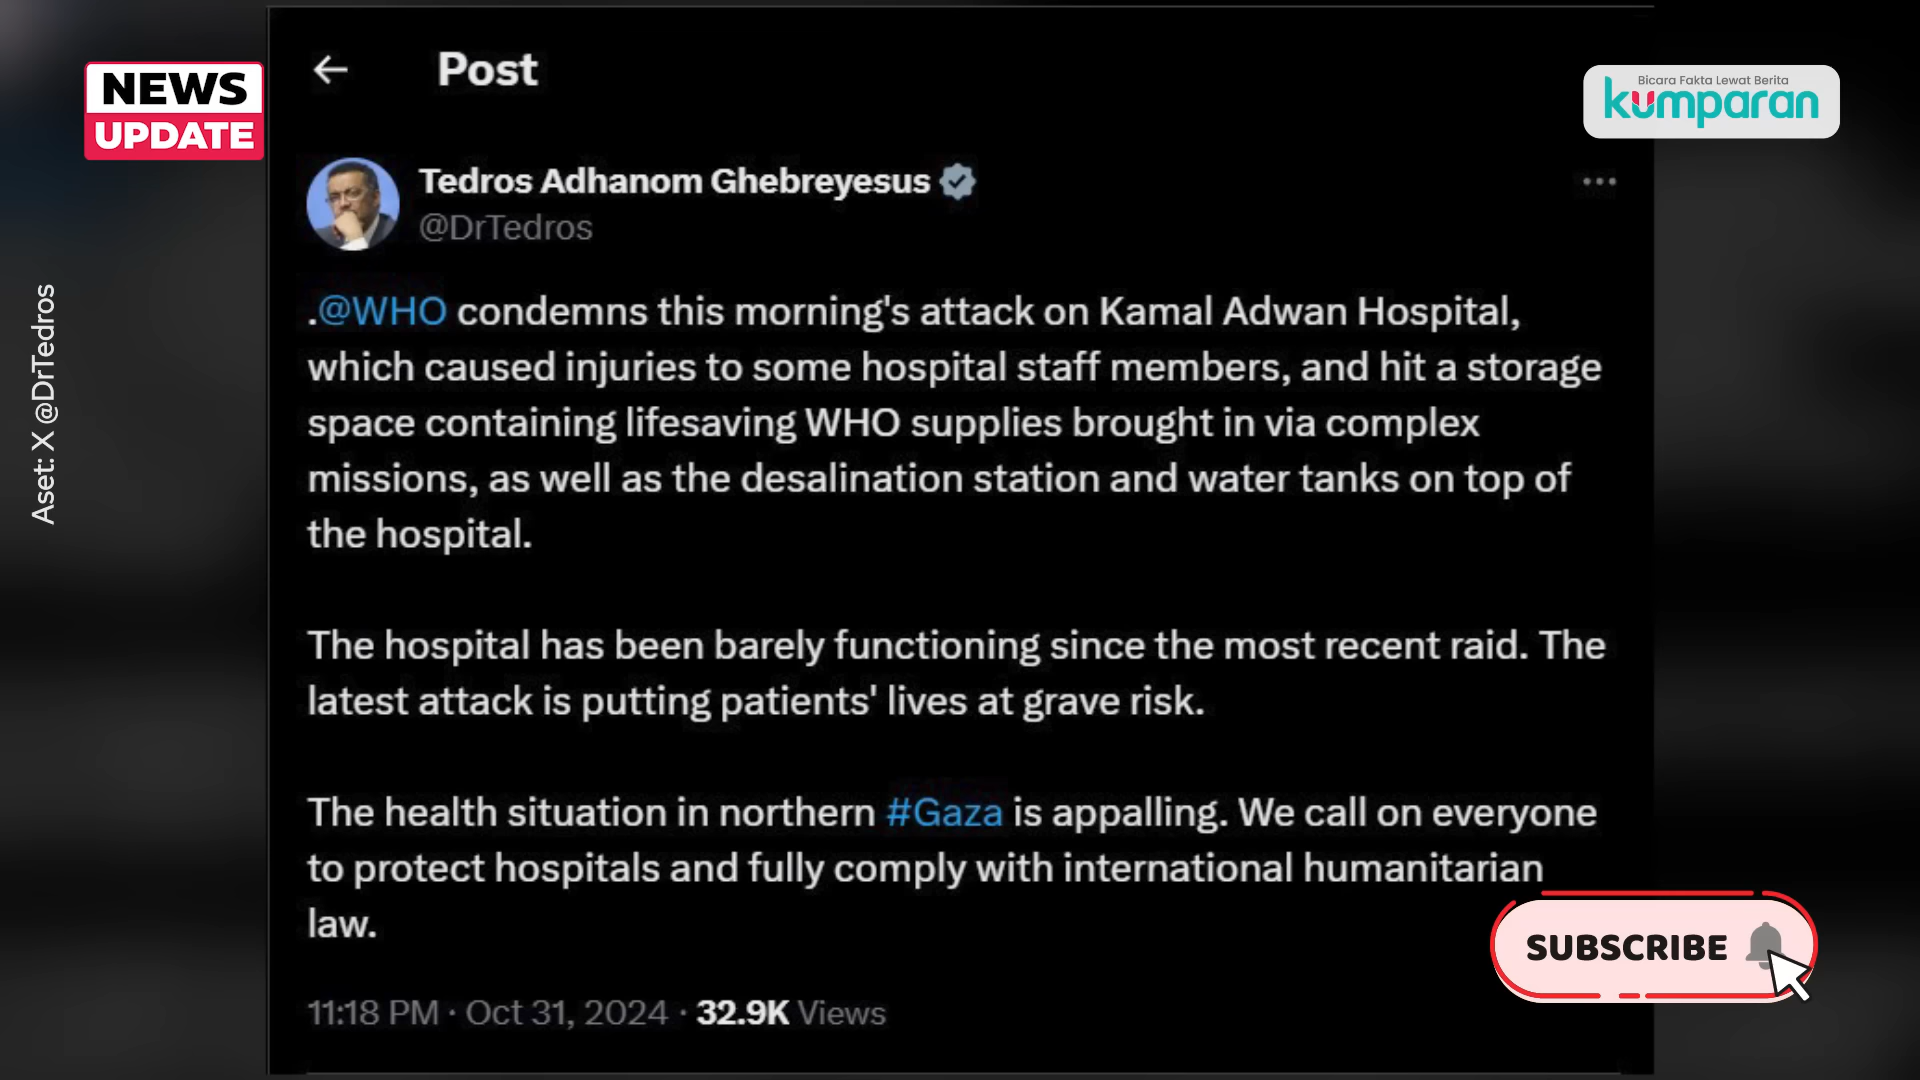 NEWS
UPDATE
Bicara Fakta Lewat Berita
kumparan
Aset: X @DrTedros
Post
Tedros Adhanom Ghebreyesus
@DrTedros
.@WHO condemns this morning's attack on Kamal Adwan Hospital,
which caused injuries to some hospital staff members, and hit a storage
space containing lifesaving WHO supplies brought in via complex
missions, as well as the desalination station and water tanks on top of
the hospital.
The hospital has been barely functioning since the most recent raid. The
latest attack is putting patients' lives at grave risk.
The health situation in northern #Gaza is appalling. We call on everyone
to protect hospitals and fully comply with international humanitarian
law.
11:18 PM · Oct 31, 2024 · 32.9K Views
SUBSCRIBE